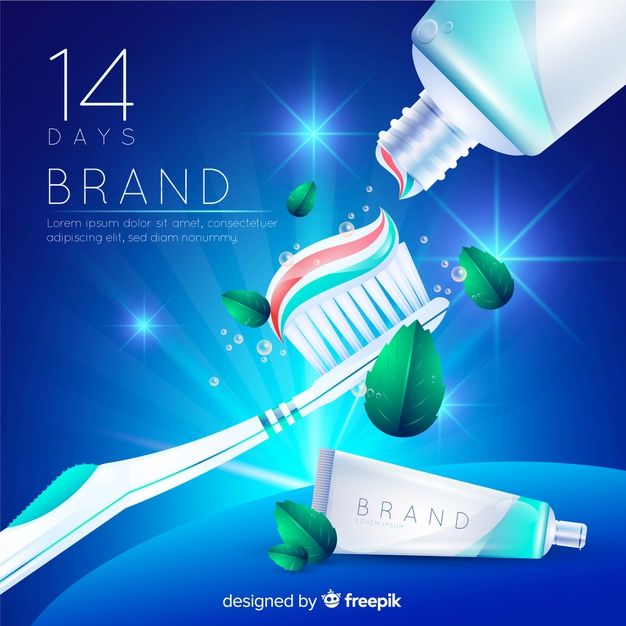 14
DAYS
BRAND
Lorem ipsum dolor sit amet, consectetuer
adipiscing elit, sed diam nonummy.
BRAND
LOREM IPSUM
designed by freepik